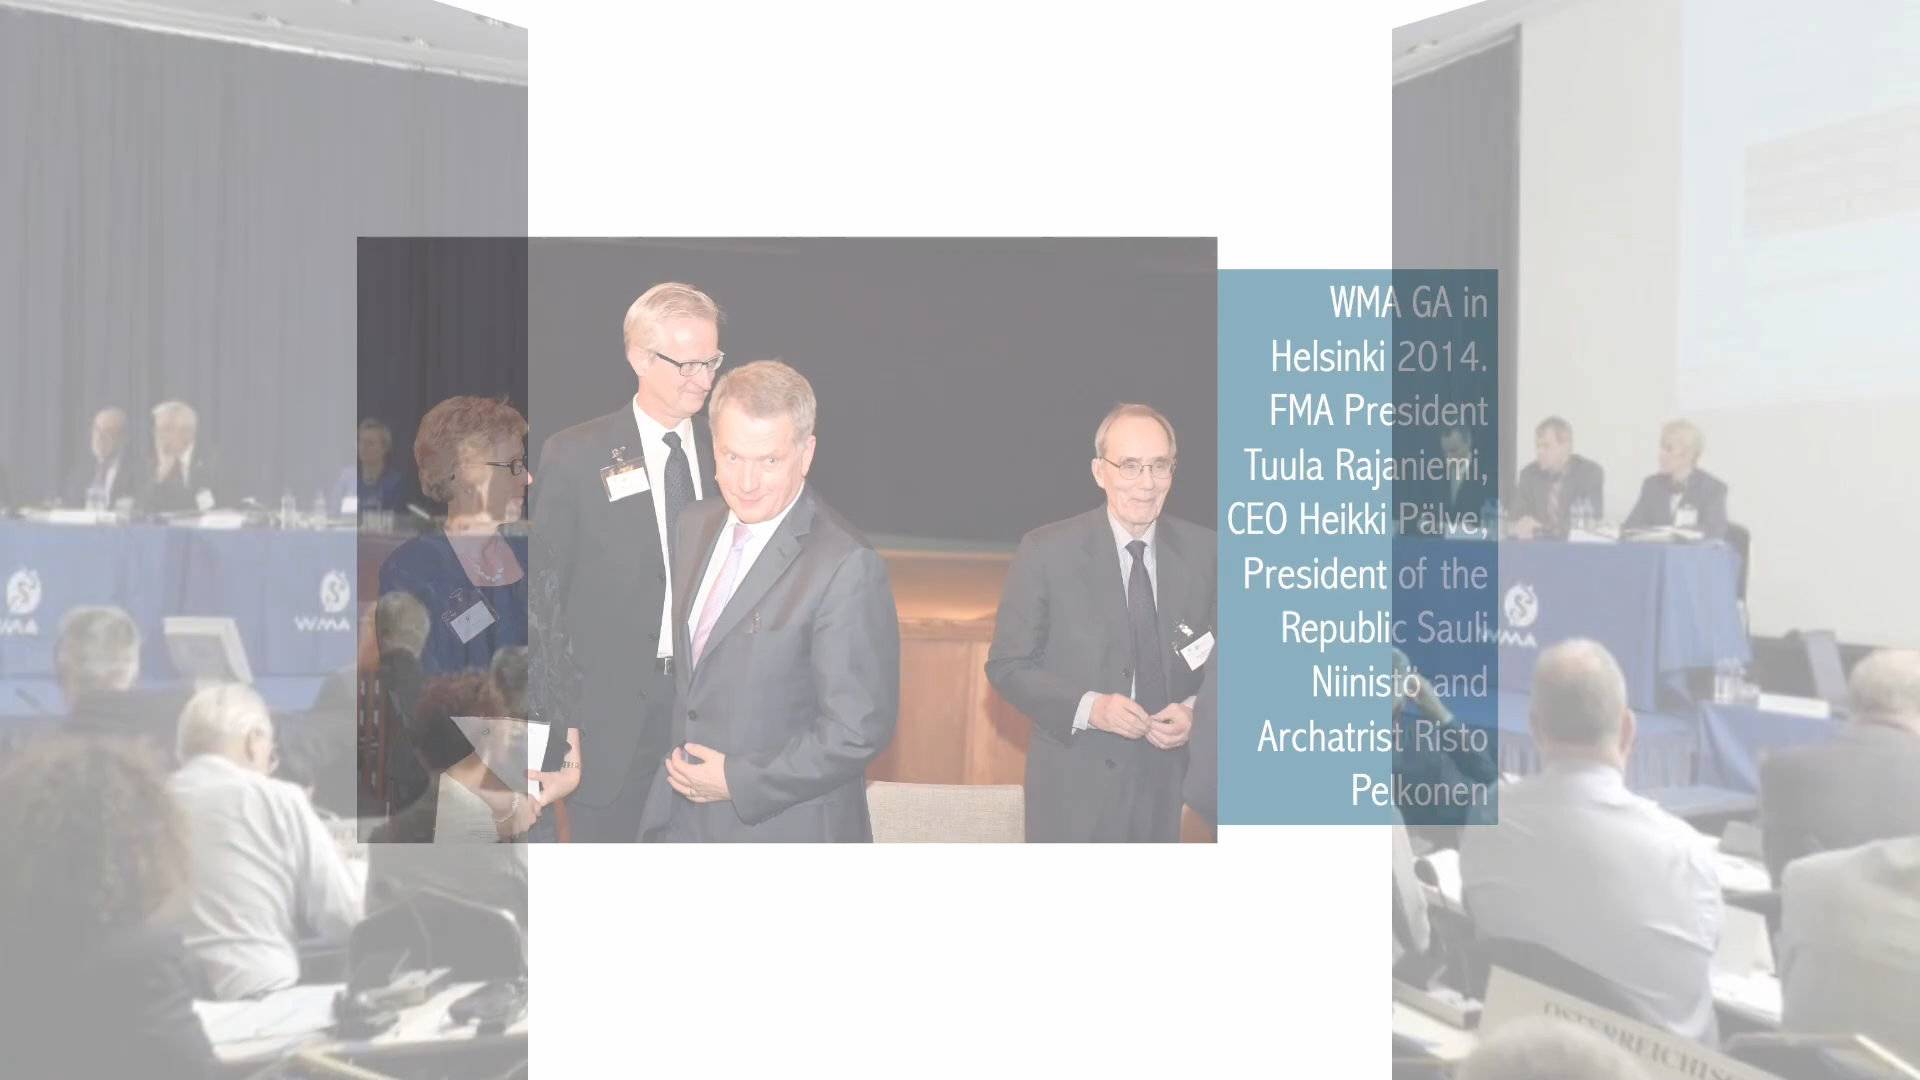 WMA GA in
Helsinki 2014.
FMA President
Tuula Rajaniemi,
CEO Heikki Pälve,
President of the
Republic Sauli
Niinistö and
Archatrist Risto
Pelkonen
WMA
WMA
WMA
ÖSTERREICHISC